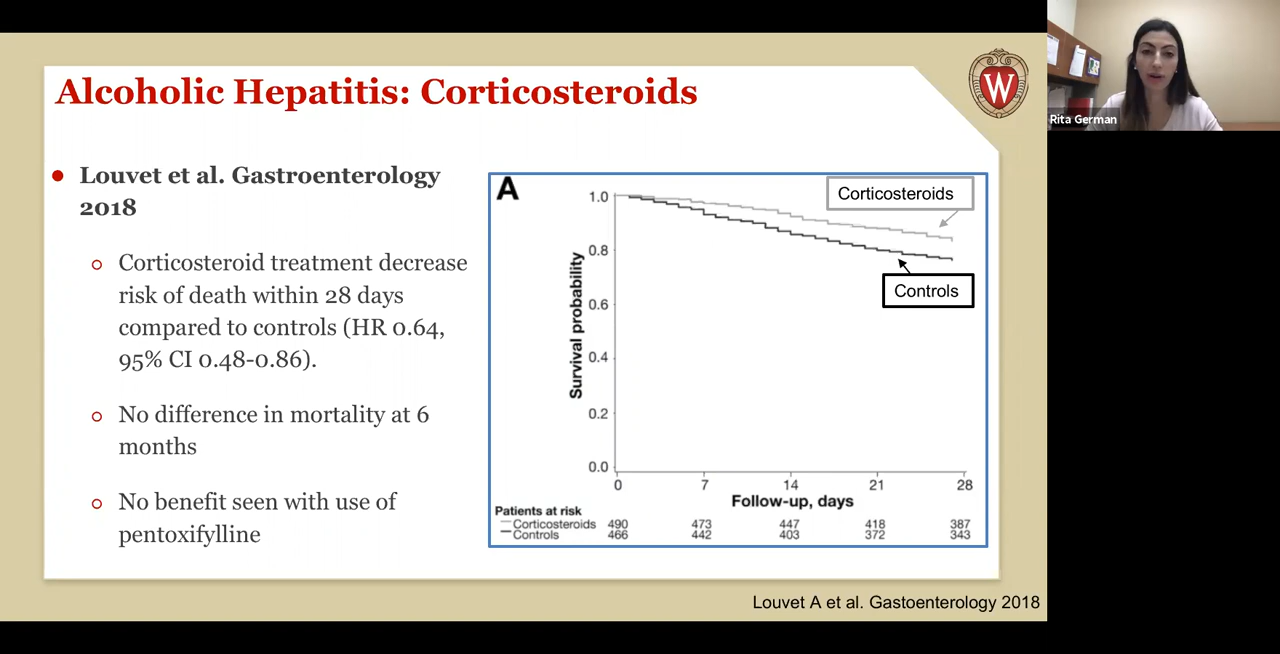 Alcoholic Hepatitis: Corticosteroids
W
Rita German
Louvet et al. Gastroenterology
2018
Corticosteroid treatment decrease
risk of death within 28 days
compared to controls (HR 0.64,
95% CI 0.48-0.86).
No difference in mortality at 6
months
No benefit seen with use of
pentoxifylline
A
Corticosteroids
Controls
Survival probability
1.0
0.8
0.6
0.4
0.2
0.0
0 7 14 21 28
Follow-up, days
Patients at risk
Corticosteroids 490 473 447 418 387
Controls 466 442 403 372 343
Louvet A et al. Gastoenterology 2018